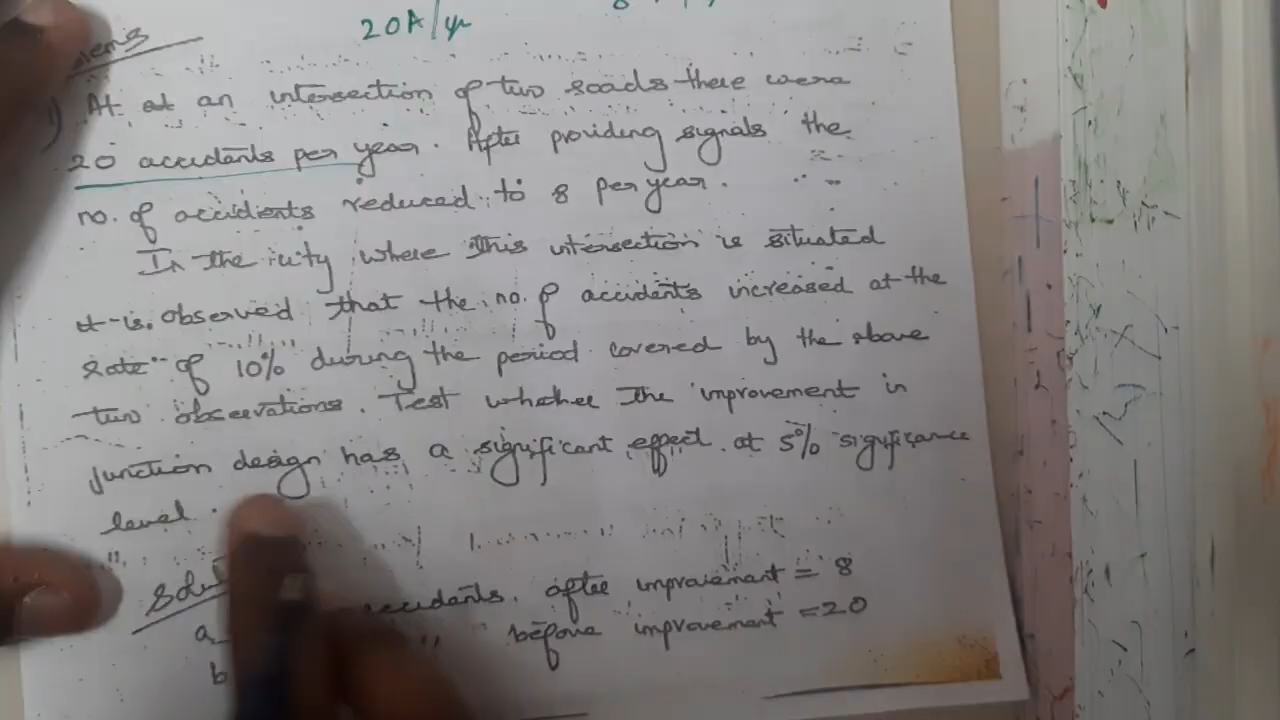 20A/yr
1) At at an intersection of two roads there were
20 accidents per year. After providing signals the
no. of accidients reduced to 8 per year.
In the city where this intersection is situated
it is observed that the no. of accidents increased at the
rate of 10% during the period covered by the above
two observations. Test whether the improvement in
junction design has a significant effect at 5% significance
level.
accidents after improvement = 8
a
" before improvement = 20
b